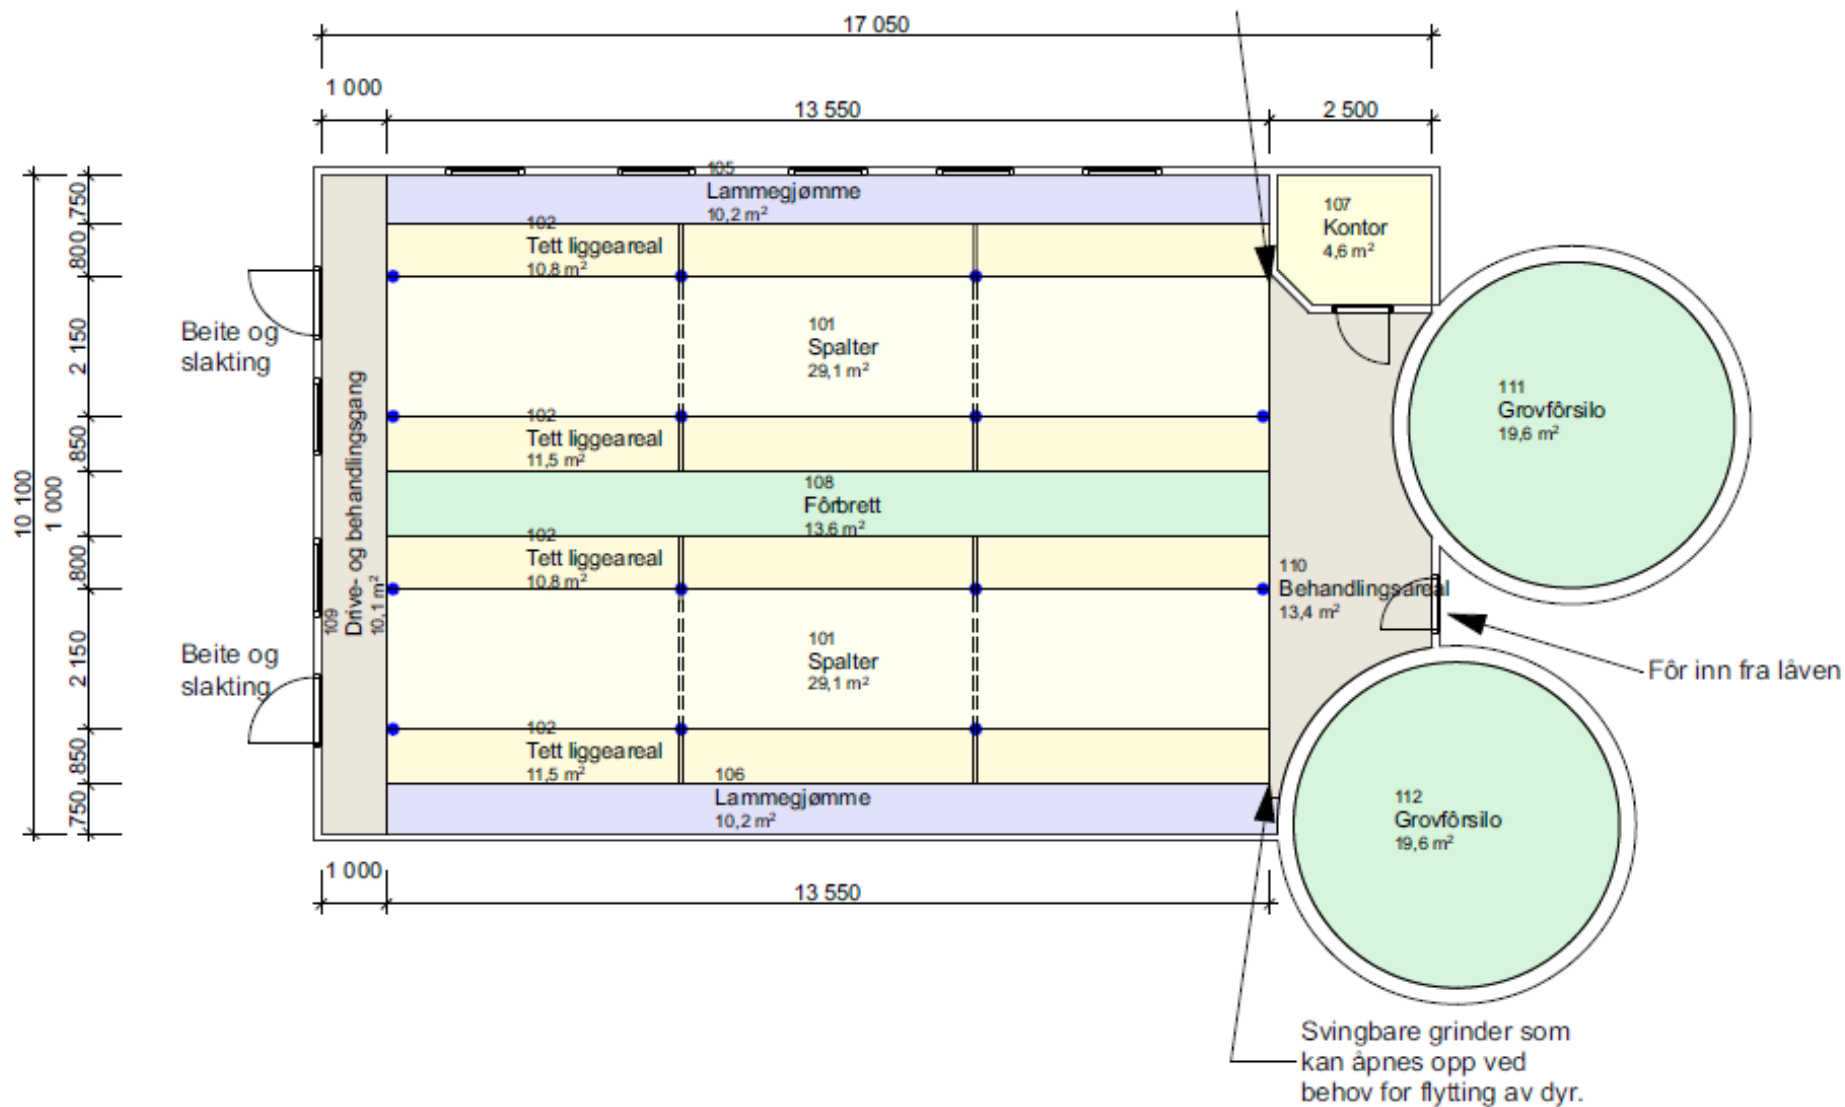 17 050
1 000
13 550
2 500
105
Lammegjømme
10,2 m²
107
Kontor
4,6 m²
102
Tett liggeareal
10,8 m²
101
Spalter
29,1 m²
102
Tett liggeareal
11,5 m²
108
Fôrbrett
13,6 m²
102
Tett liggeareal
10,8 m²
101
Spalter
29,1 m²
102
Tett liggeareal
11,5 m²
106
Lammegjømme
10,2 m²
109
Drive- og behandlingsgang
10,1 m²
110
Behandlingsareal
13,4 m²
111
Grovfôrsilo
19,6 m²
112
Grovfôrsilo
19,6 m²
Beite og
slakting
Beite og
slakting
Fôr inn fra låven
Svingbare grinder som
kan åpnes opp ved
behov for flytting av dyr.
10 100
750
800
2 150
850
1 000
800
2 150
850
750
1 000
13 550